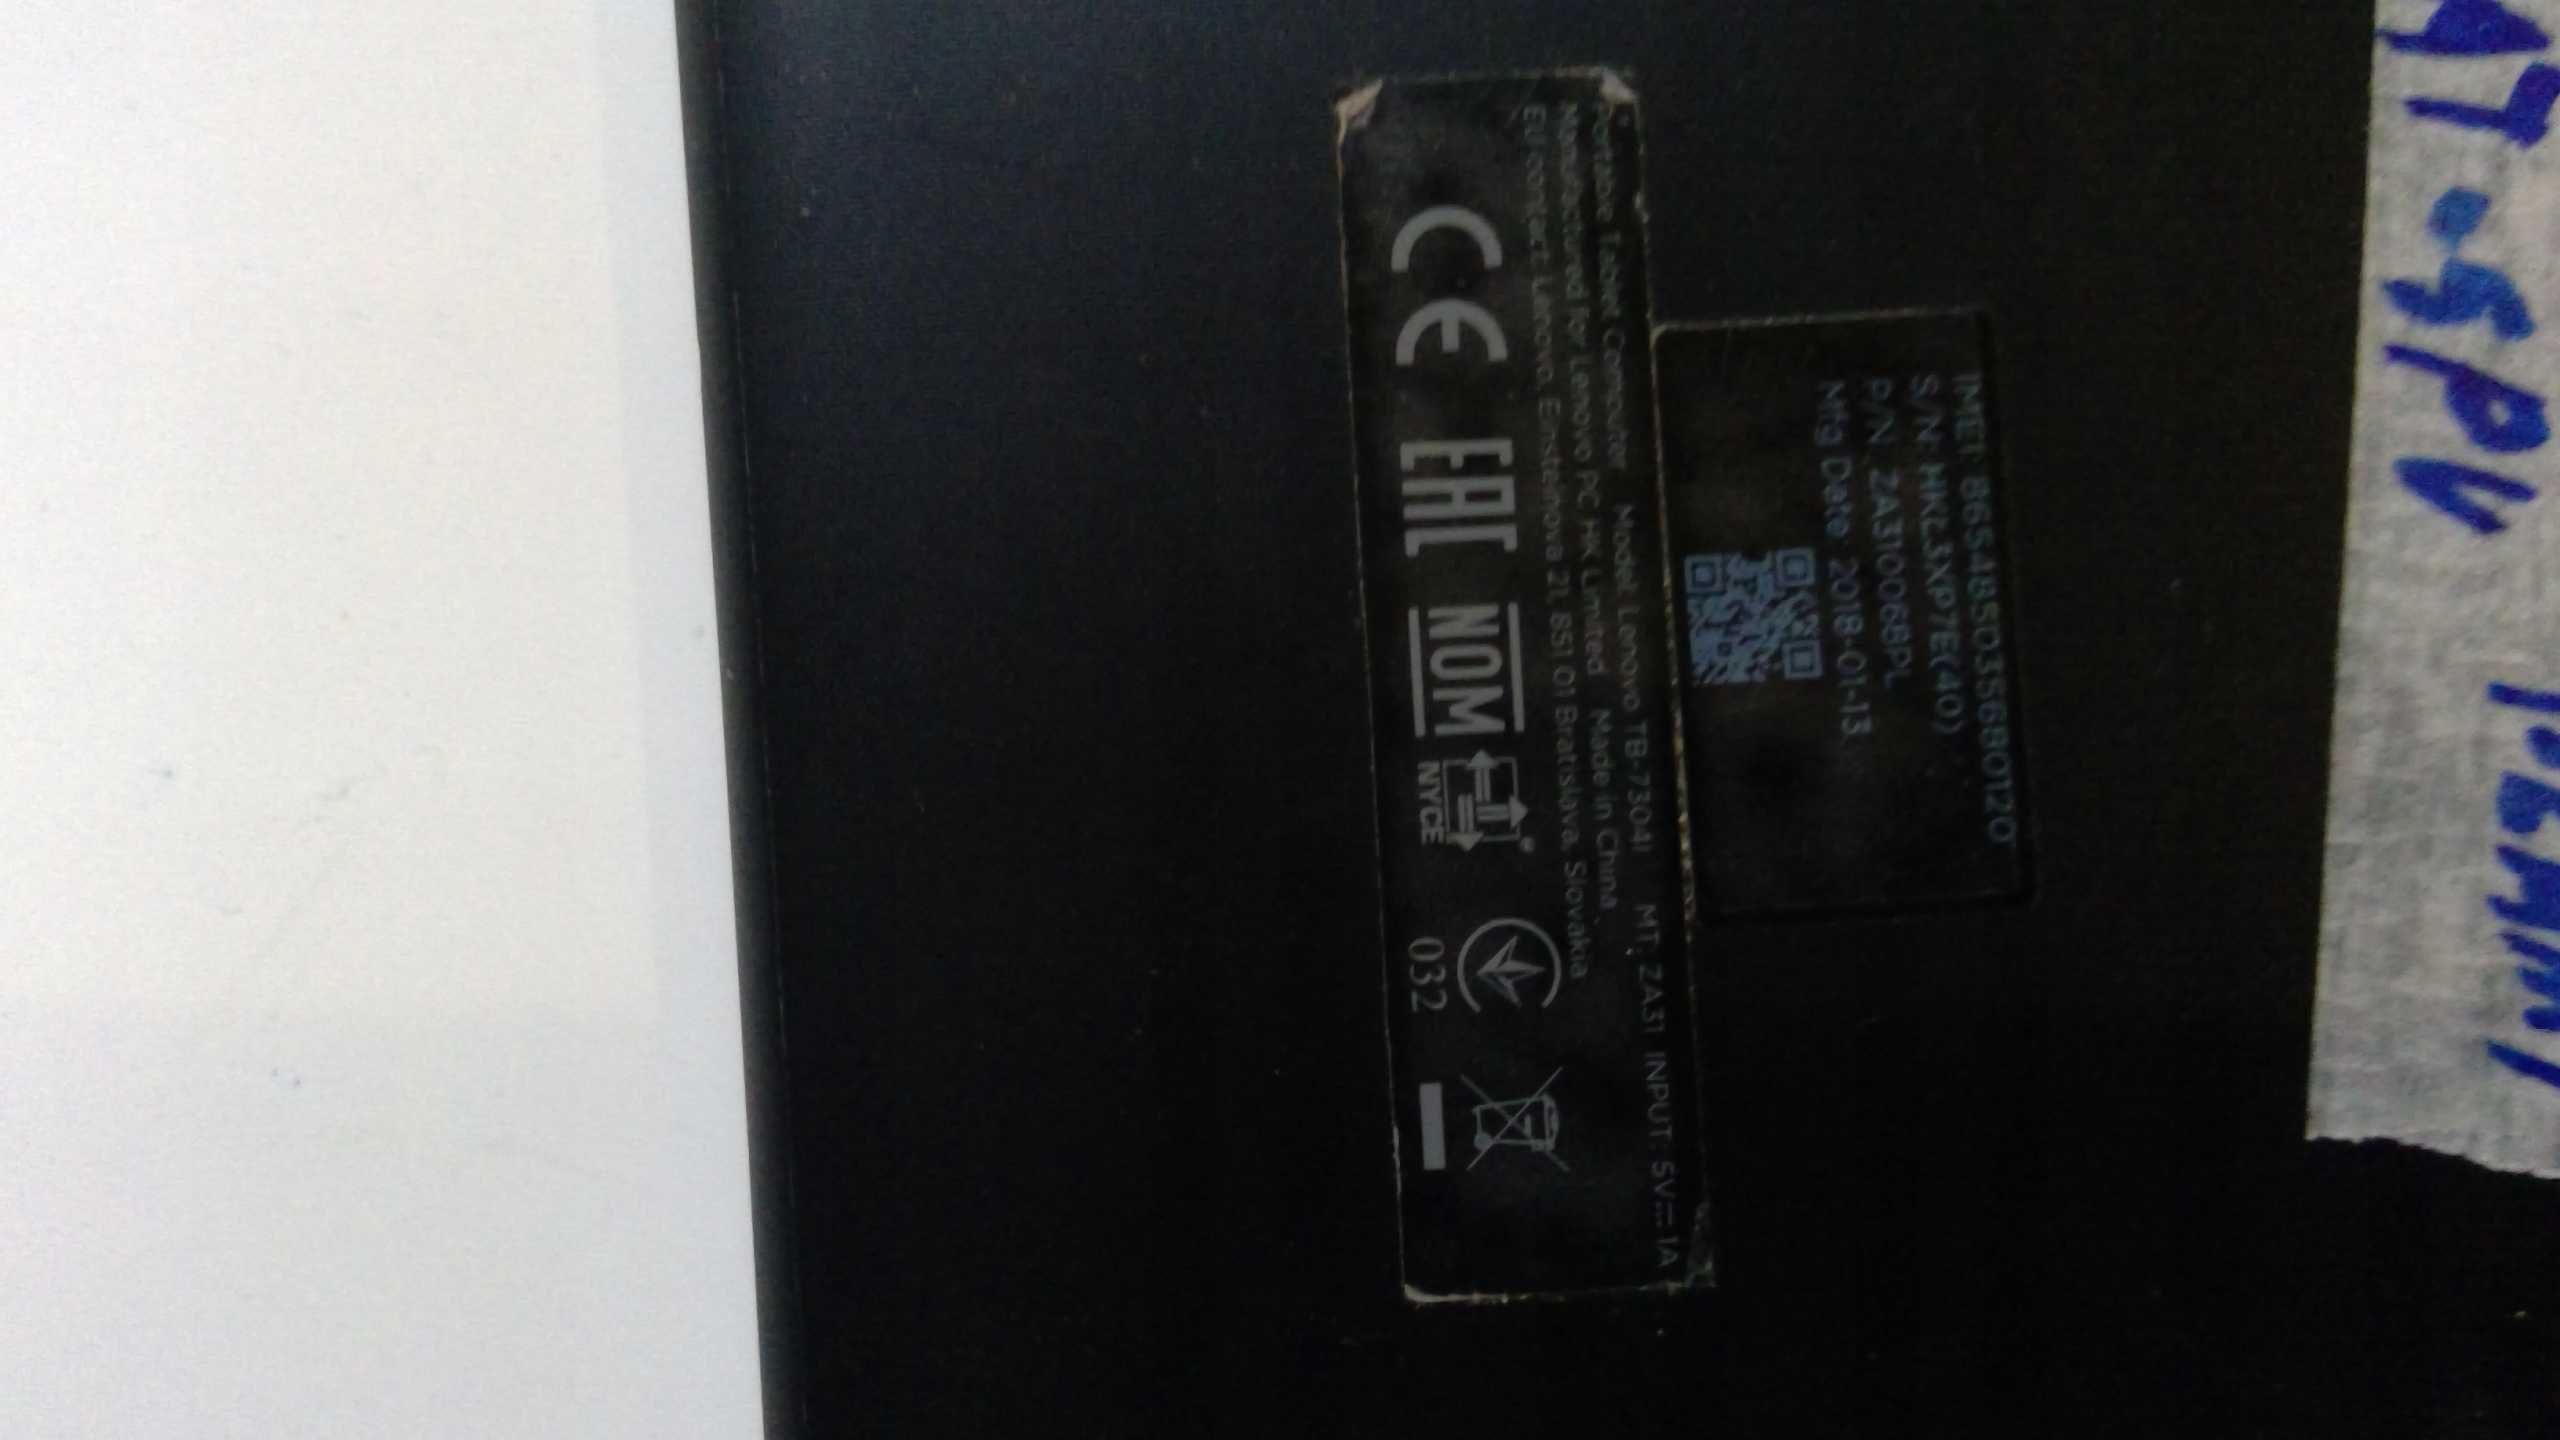 IMEI: 865485035680120
S/N: HKL3XP7E(40)
P/N: ZA310068PL
Mfg Date: 2018-01-13
Portable Tablet Computer Model: Lenovo TB-7304I MT: ZA31 INPUT: 5V⎓1A
Manufactured for Lenovo PC HK Limited Made in China.
EU contact: Lenovo, Einsteinova 21, 851 01 Bratislava, Slovakia
CE EAC NOM NYCE 032